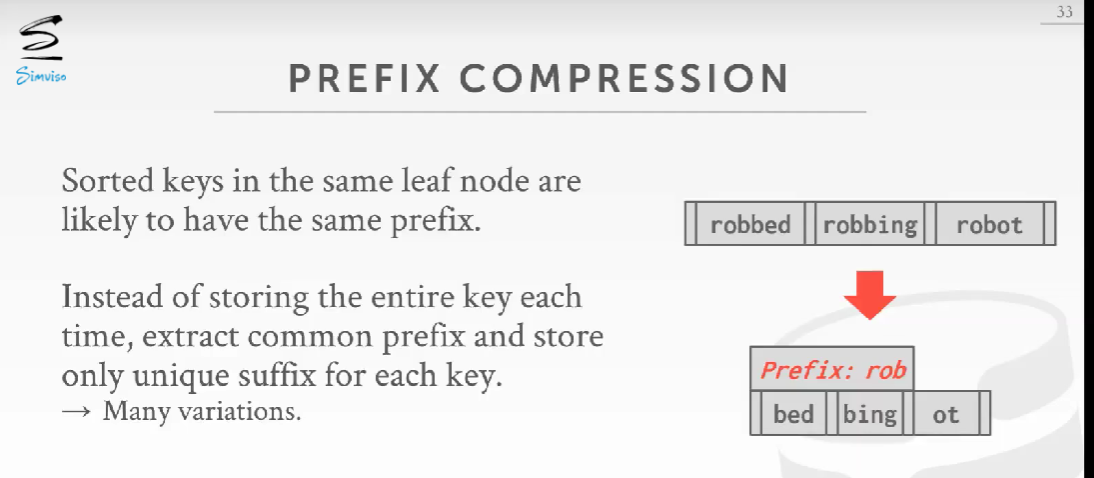 33
Simviso
PREFIX COMPRESSION
Sorted keys in the same leaf node are
likely to have the same prefix.
Instead of storing the entire key each
time, extract common prefix and store
only unique suffix for each key.
→ Many variations.
robbed robbing robot
Prefix: rob
bed bing ot